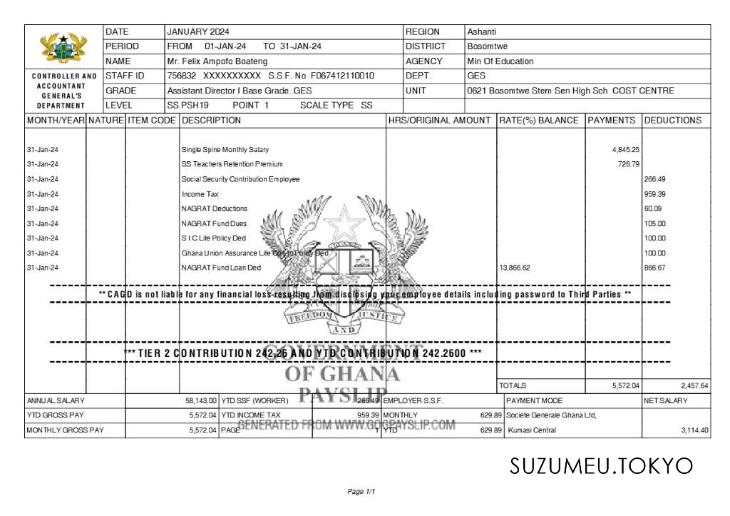 DATE JANUARY 2024 REGION Ashanti
PERIOD FROM 01-JAN-24 TO 31-JAN-24 DISTRICT Bosomtwe
NAME Mr. Felix Ampofo Boateng AGENCY Min Of Education
CONTROLLER AND ACCOUNTANT GENERAL'S DEPARTMENT
STAFF ID 756832 XXXXXXXXXX S.S.F. No F067412110010 DEPT. GES
GRADE Assistant Director I Base Grade. GES UNIT 0621 Bosomtwe Stem Sen High Sch COST CENTRE
LEVEL SS.PSH19 POINT 1 SCALE TYPE SS
MONTH/YEAR NATURE ITEM CODE DESCRIPTION HRS/ORIGINAL AMOUNT RATE(%) BALANCE PAYMENTS DEDUCTIONS
31-Jan-24 Single Spine Monthly Salary 4,845.25
31-Jan-24 SS Teachers Retention Premium 726.79
31-Jan-24 Social Security Contribution Employee 266.49
31-Jan-24 Income Tax 959.39
31-Jan-24 NAGRAT Deductions 60.09
31-Jan-24 NAGRAT Fund Dues 105.00
31-Jan-24 S I C Life Policy Ded 100.00
31-Jan-24 Ghana Union Assurance Life Policy Ded 100.00
31-Jan-24 NAGRAT Fund Loan Ded 13,866.62 866.67
** CAGD is not liable for any financial loss resulting from disclosing your employee details including password to Third Parties **
FREEDOM AND JUSTICE
*** TIER 2 CONTRIBUTION 242.26 AND YTD CONTRIBUTION 242.2600 ***
GOVERNMENT
OF GHANA
PAYSLIP
TOTALS 5,572.04 2,457.64
ANNUAL SALARY 58,143.00 YTD SSF (WORKER) 266.49 EMPLOYER S.S.F. PAYMENT MODE NET SALARY
YTD GROSS PAY 5,572.04 YTD INCOME TAX 959.39 MONTHLY 629.89 Societe Generale Ghana Ltd,
MONTHLY GROSS PAY 5,572.04 PAGE 1 YTD 629.89 Kumasi Central 3,114.40
GENERATED FROM WWW.GOGPAYSLIP.COM
SUZUMEU.TOKYO
Page 1/1